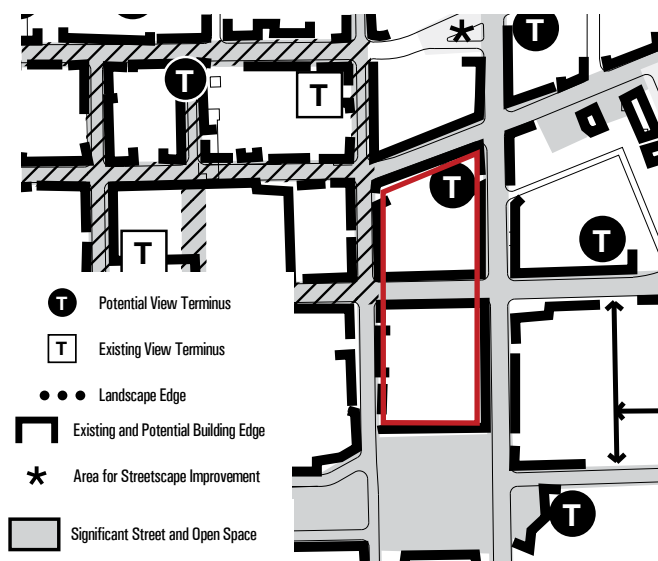 T
T
T
T
T
T
T Potential View Terminus
T Existing View Terminus
Landscape Edge
Existing and Potential Building Edge
Area for Streetscape Improvement
Significant Street and Open Space
T